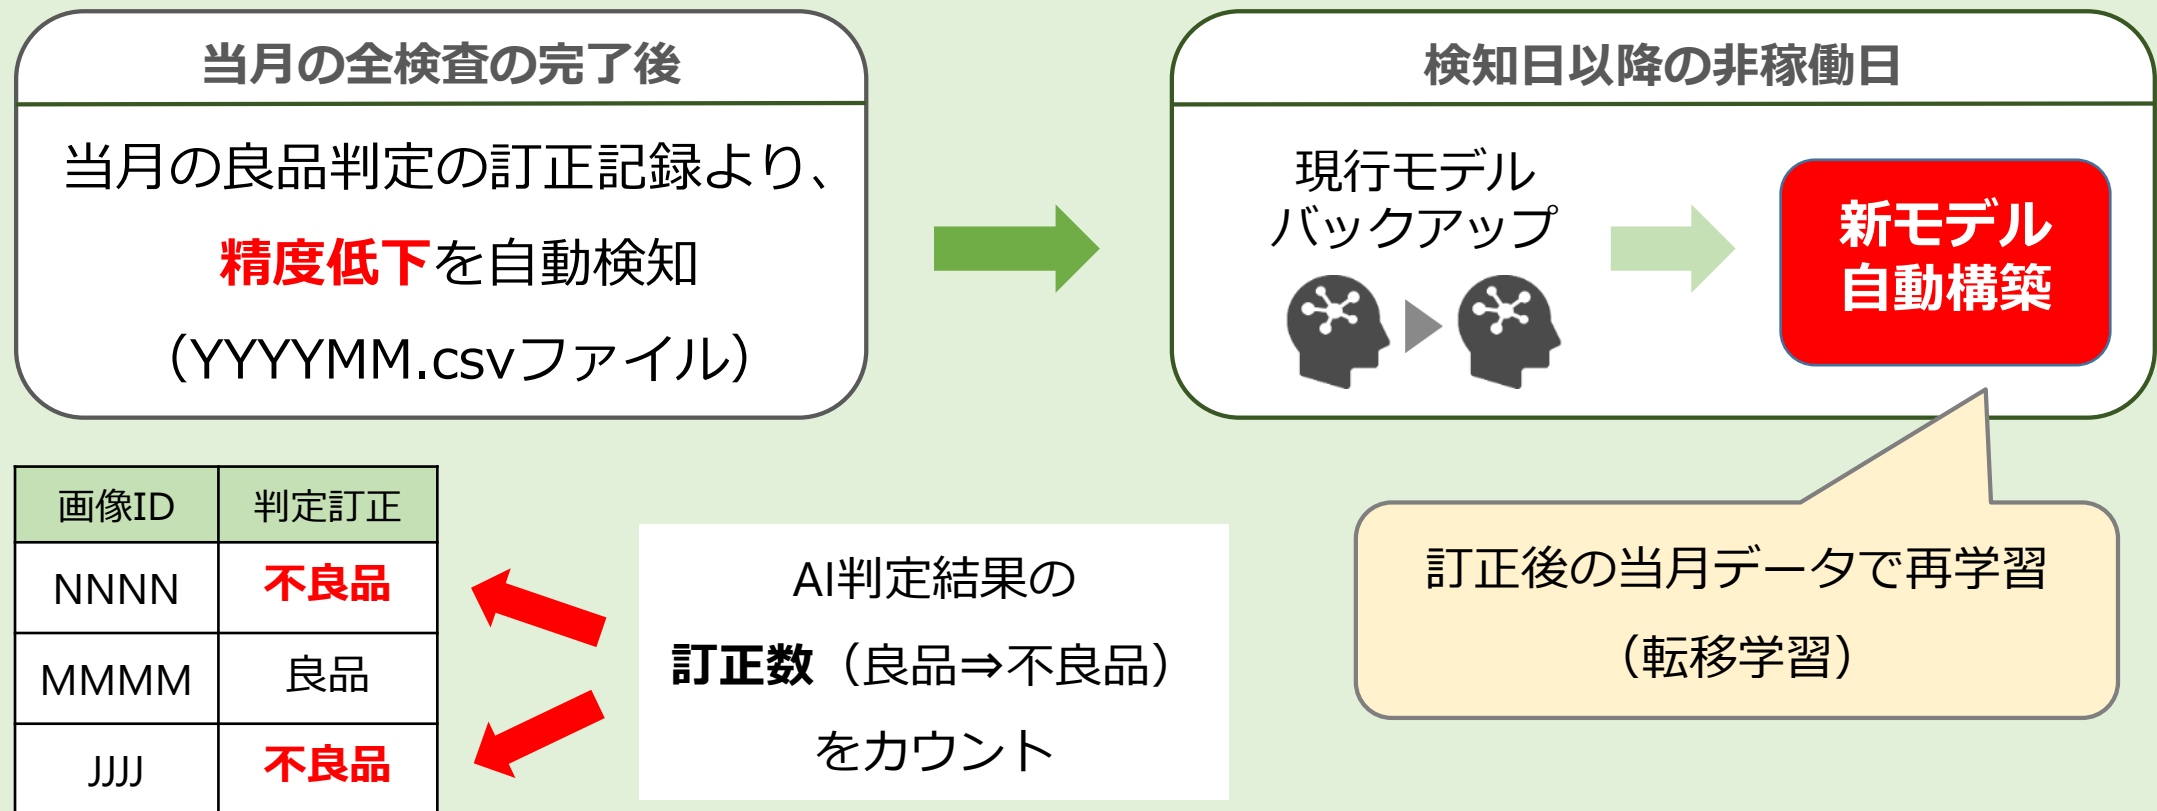 当月の全検査の完了後
当月の良品判定の訂正記録より、
精度低下を自動検知
（YYYYMM.csvファイル）
検知日以降の非稼働日
現行モデル
バックアップ
新モデル
自動構築
画像ID 判定訂正
NNNN 不良品
MMMM 良品
JJJJ 不良品
AI判定結果の
訂正数（良品⇒不良品）
をカウント
訂正後の当月データで再学習
（転移学習）